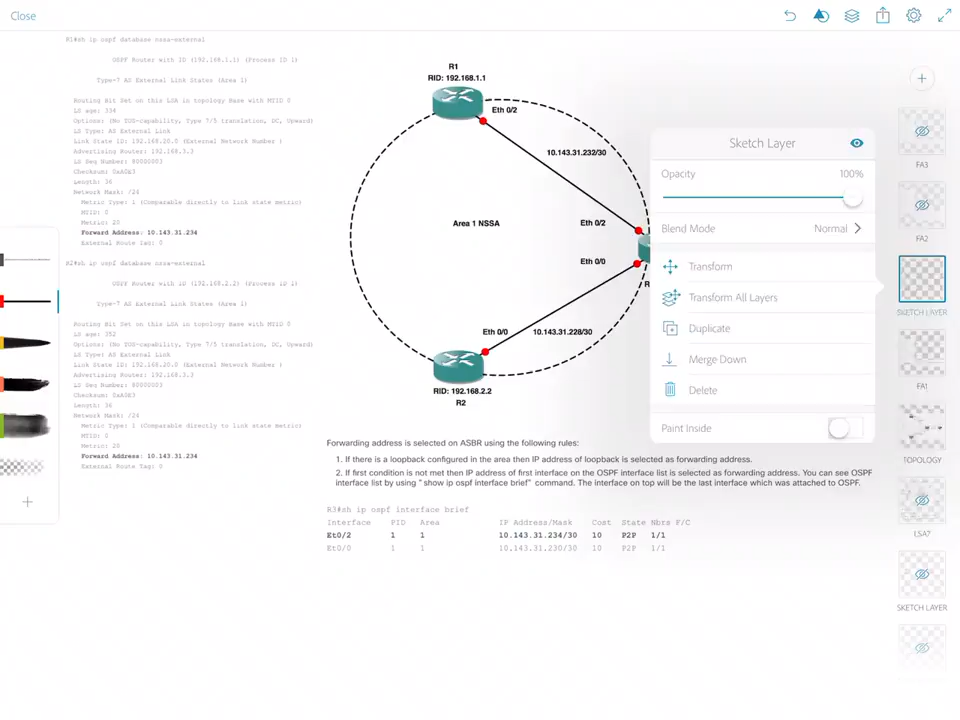 Close
R1#sh ip ospf database nssa-external
OSPF Router with ID (192.168.1.1) (Process ID 1)
Type-7 AS External Link States (Area 1)
Routing Bit Set on this LSA in topology Base with MTID 0
LS age: 334
Options: (No TOS-capability, Type 7/5 translation, DC, Upward)
LS Type: AS External Link
Link State ID: 192.168.20.0 (External Network Number )
Advertising Router: 192.168.3.3
LS Seq Number: 80000003
Checksum: 0xA0E3
Length: 36
Network Mask: /24
Metric Type: 1 (Comparable directly to link state metric)
MTID: 0
Metric: 20
Forward Address: 10.143.31.234
External Route Tag: 0
R2#sh ip ospf database nssa-external
OSPF Router with ID (192.168.2.2) (Process ID 1)
Type-7 AS External Link States (Area 1)
Routing Bit Set on this LSA in topology Base with MTID 0
LS age: 352
Options: (No TOS-capability, Type 7/5 translation, DC, Upward)
LS Type: AS External Link
Link State ID: 192.168.20.0 (External Network Number )
Advertising Router: 192.168.3.3
LS Seq Number: 80000003
Checksum: 0xA0E3
Length: 36
Network Mask: /24
Metric Type: 1 (Comparable directly to link state metric)
MTID: 0
Metric: 20
Forward Address: 10.143.31.234
External Route Tag: 0
R1
RID: 192.168.1.1
Eth 0/2
10.143.31.232/30
Area 1 NSSA
Eth 0/2
Eth 0/0
R
Eth 0/0
10.143.31.228/30
RID: 192.168.2.2
R2
Forwarding address is selected on ASBR using the following rules:
1. If there is a loopback configured in the area then IP address of loopback is selected as forwarding address.
2. If first condition is not met then IP address of first interface on the OSPF interface list is selected as forwarding address. You can see OSPF
interface list by using " show ip ospf interface brief" command. The interface on top will be the last interface which was attached to OSPF.
R3#sh ip ospf interface brief
Interface PID Area IP Address/Mask Cost State Nbrs F/C
Et0/2 1 1 10.143.31.234/30 10 P2P 1/1
Et0/0 1 1 10.143.31.230/30 10 P2P 1/1
Sketch Layer
Opacity 100%
Blend Mode Normal
Transform
Transform All Layers
Duplicate
Merge Down
Delete
Paint Inside
FA3
FA2
SKETCH LAYER
FA1
TOPOLOGY
LSA7
SKETCH LAYER